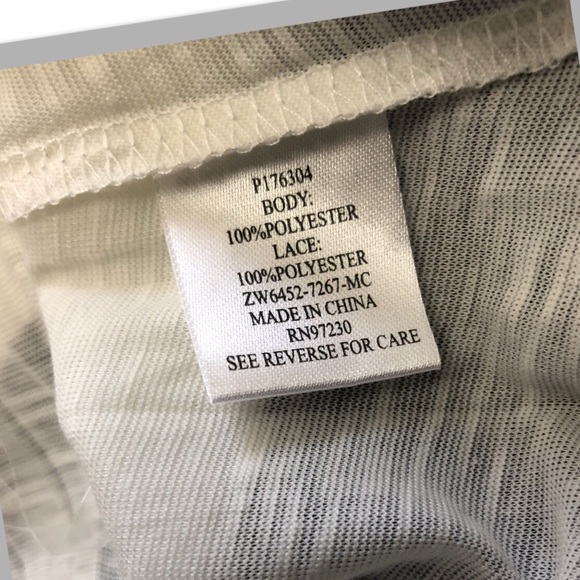 P176304
BODY:
100%POLYESTER
LACE:
100%POLYESTER
ZW6452-7267-MC
MADE IN CHINA
RN97230
SEE REVERSE FOR CARE